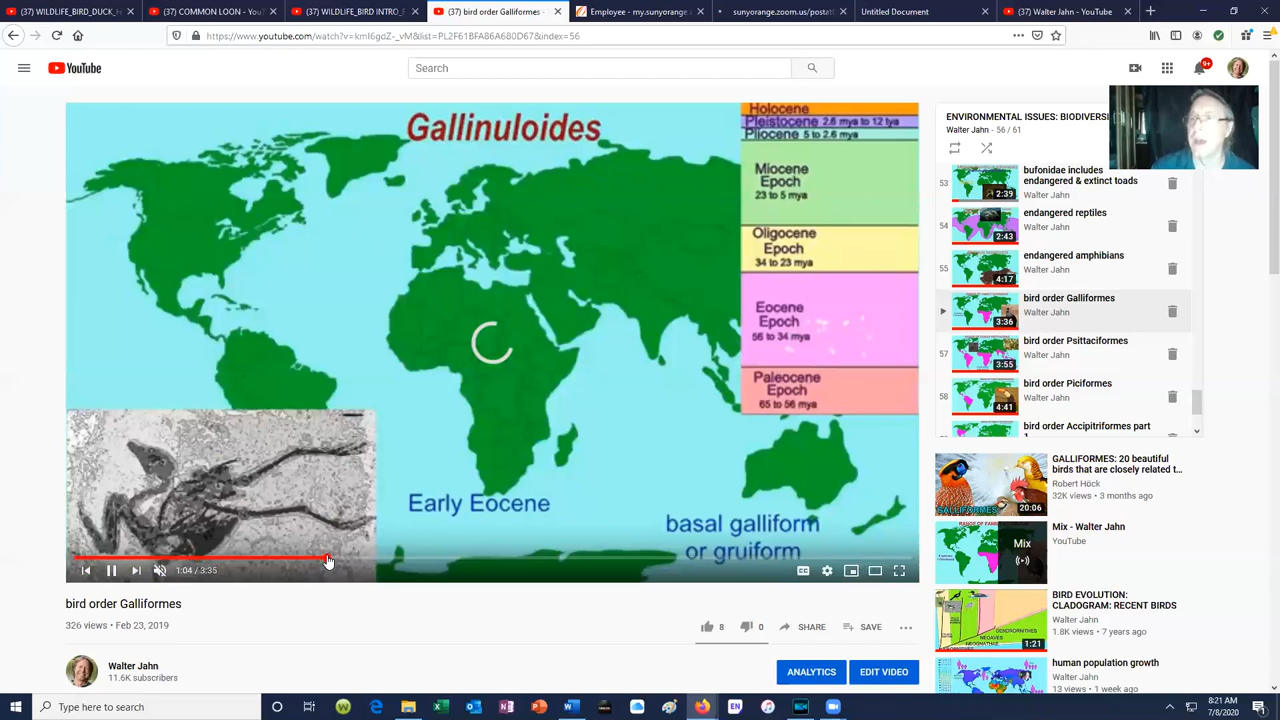 (37) WILDLIFE_BIRD_DUCK_H
(37) COMMON LOON - YouT
(37) WILDLIFE_BIRD INTRO_F
(37) bird order Galliformes -
Employee - my.sunyorange.e
sunyorange.zoom.us/postatt
Untitled Document
(37) Walter Jahn - YouTube
https://www.youtube.com/watch?v=kmI6gdZ-_vM&list=PL2F61BFA86A680D67&index=56
YouTube
Search
9+
Gallinuloides
Holocene
Pleistocene 2.6 mya to 12 tya
Pliocene 5 to 2.6 mya
Miocene
Epoch
23 to 5 mya
Oligocene
Epoch
34 to 23 mya
Eocene
Epoch
56 to 34 mya
Paleocene
Epoch
65 to 56 mya
Early Eocene
basal galliform
or gruiform
1:04 / 3:35
CC
bird order Galliformes
326 views • Feb 23, 2019
8
0
SHARE
SAVE
Walter Jahn
11.6K subscribers
ANALYTICS
EDIT VIDEO
ENVIRONMENTAL ISSUES: BIODIVERSI
Walter Jahn - 56 / 61
53
2:39
bufonidae includes
endangered & extinct toads
Walter Jahn
54
2:43
endangered reptiles
Walter Jahn
55
4:17
endangered amphibians
Walter Jahn
3:36
bird order Galliformes
Walter Jahn
57
3:55
bird order Psittaciformes
Walter Jahn
58
4:41
bird order Piciformes
Walter Jahn
bird order Accipitriformes part
GALLIFORMES
20:06
GALLIFORMES: 20 beautiful
birds that are closely related t...
Robert Höck
32K views • 3 months ago
Mix
Mix - Walter Jahn
YouTube
1:21
BIRD EVOLUTION:
CLADOGRAM: RECENT BIRDS
Walter Jahn
1.8K views • 7 years ago
human population growth
Walter Jahn
13 views • 1 week ago
Type here to search
8:21 AM
7/8/2020